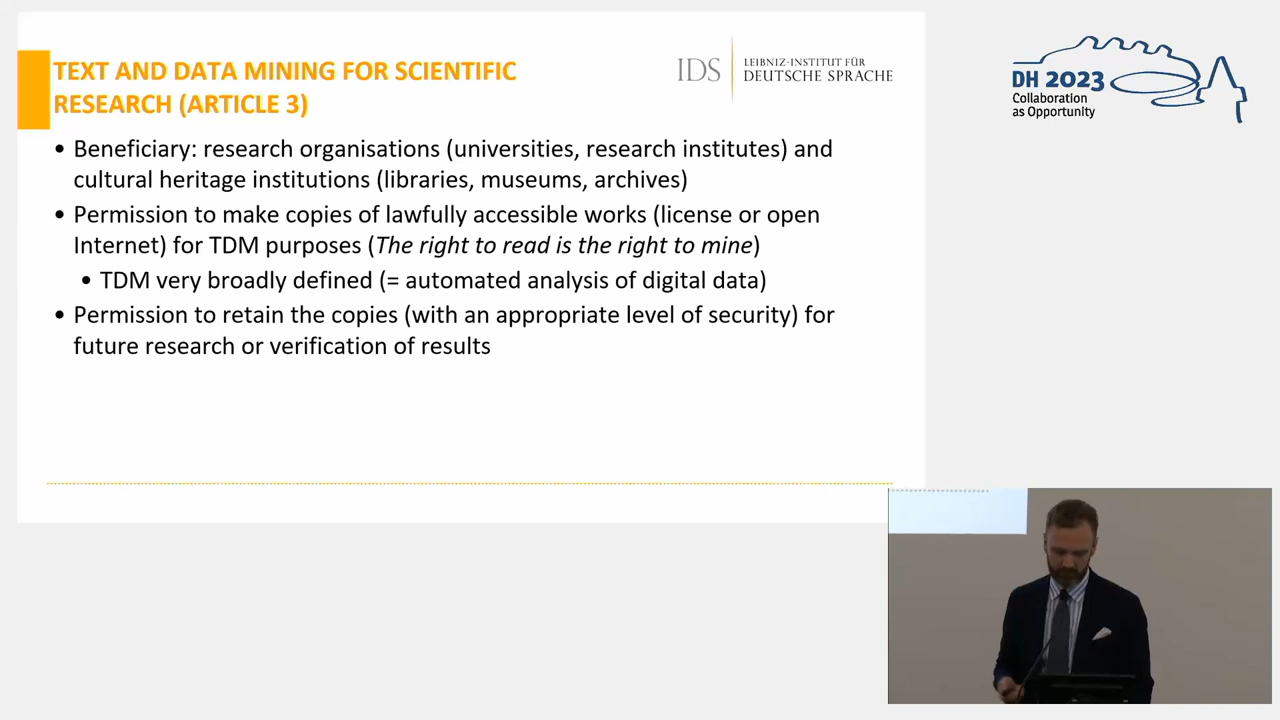 TEXT AND DATA MINING FOR SCIENTIFIC
RESEARCH (ARTICLE 3)
IDS
LEIBNIZ-INSTITUT FÜR
DEUTSCHE SPRACHE
• Beneficiary: research organisations (universities, research institutes) and
cultural heritage institutions (libraries, museums, archives)
• Permission to make copies of lawfully accessible works (license or open
Internet) for TDM purposes (The right to read is the right to mine)
• TDM very broadly defined (= automated analysis of digital data)
• Permission to retain the copies (with an appropriate level of security) for
future research or verification of results
DH 2023
Collaboration
as Opportunity